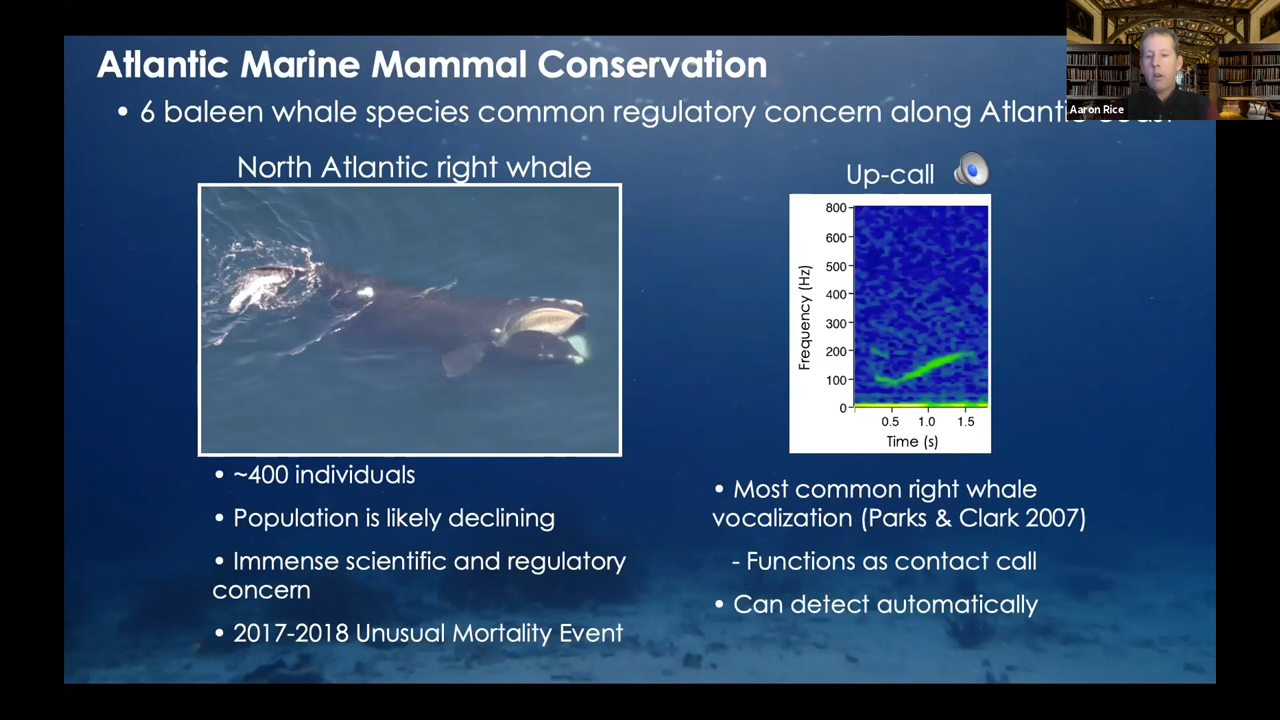 Atlantic Marine Mammal Conservation
• 6 baleen whale species common regulatory concern along Atlantic
Aaron Rice
North Atlantic right whale
• ~400 individuals
• Population is likely declining
• Immense scientific and regulatory
concern
• 2017-2018 Unusual Mortality Event
Up-call
Frequency (Hz)
800
600
500
400
300
200
100
0
0.5 1.0 1.5
Time (s)
• Most common right whale
vocalization (Parks & Clark 2007)
- Functions as contact call
• Can detect automatically